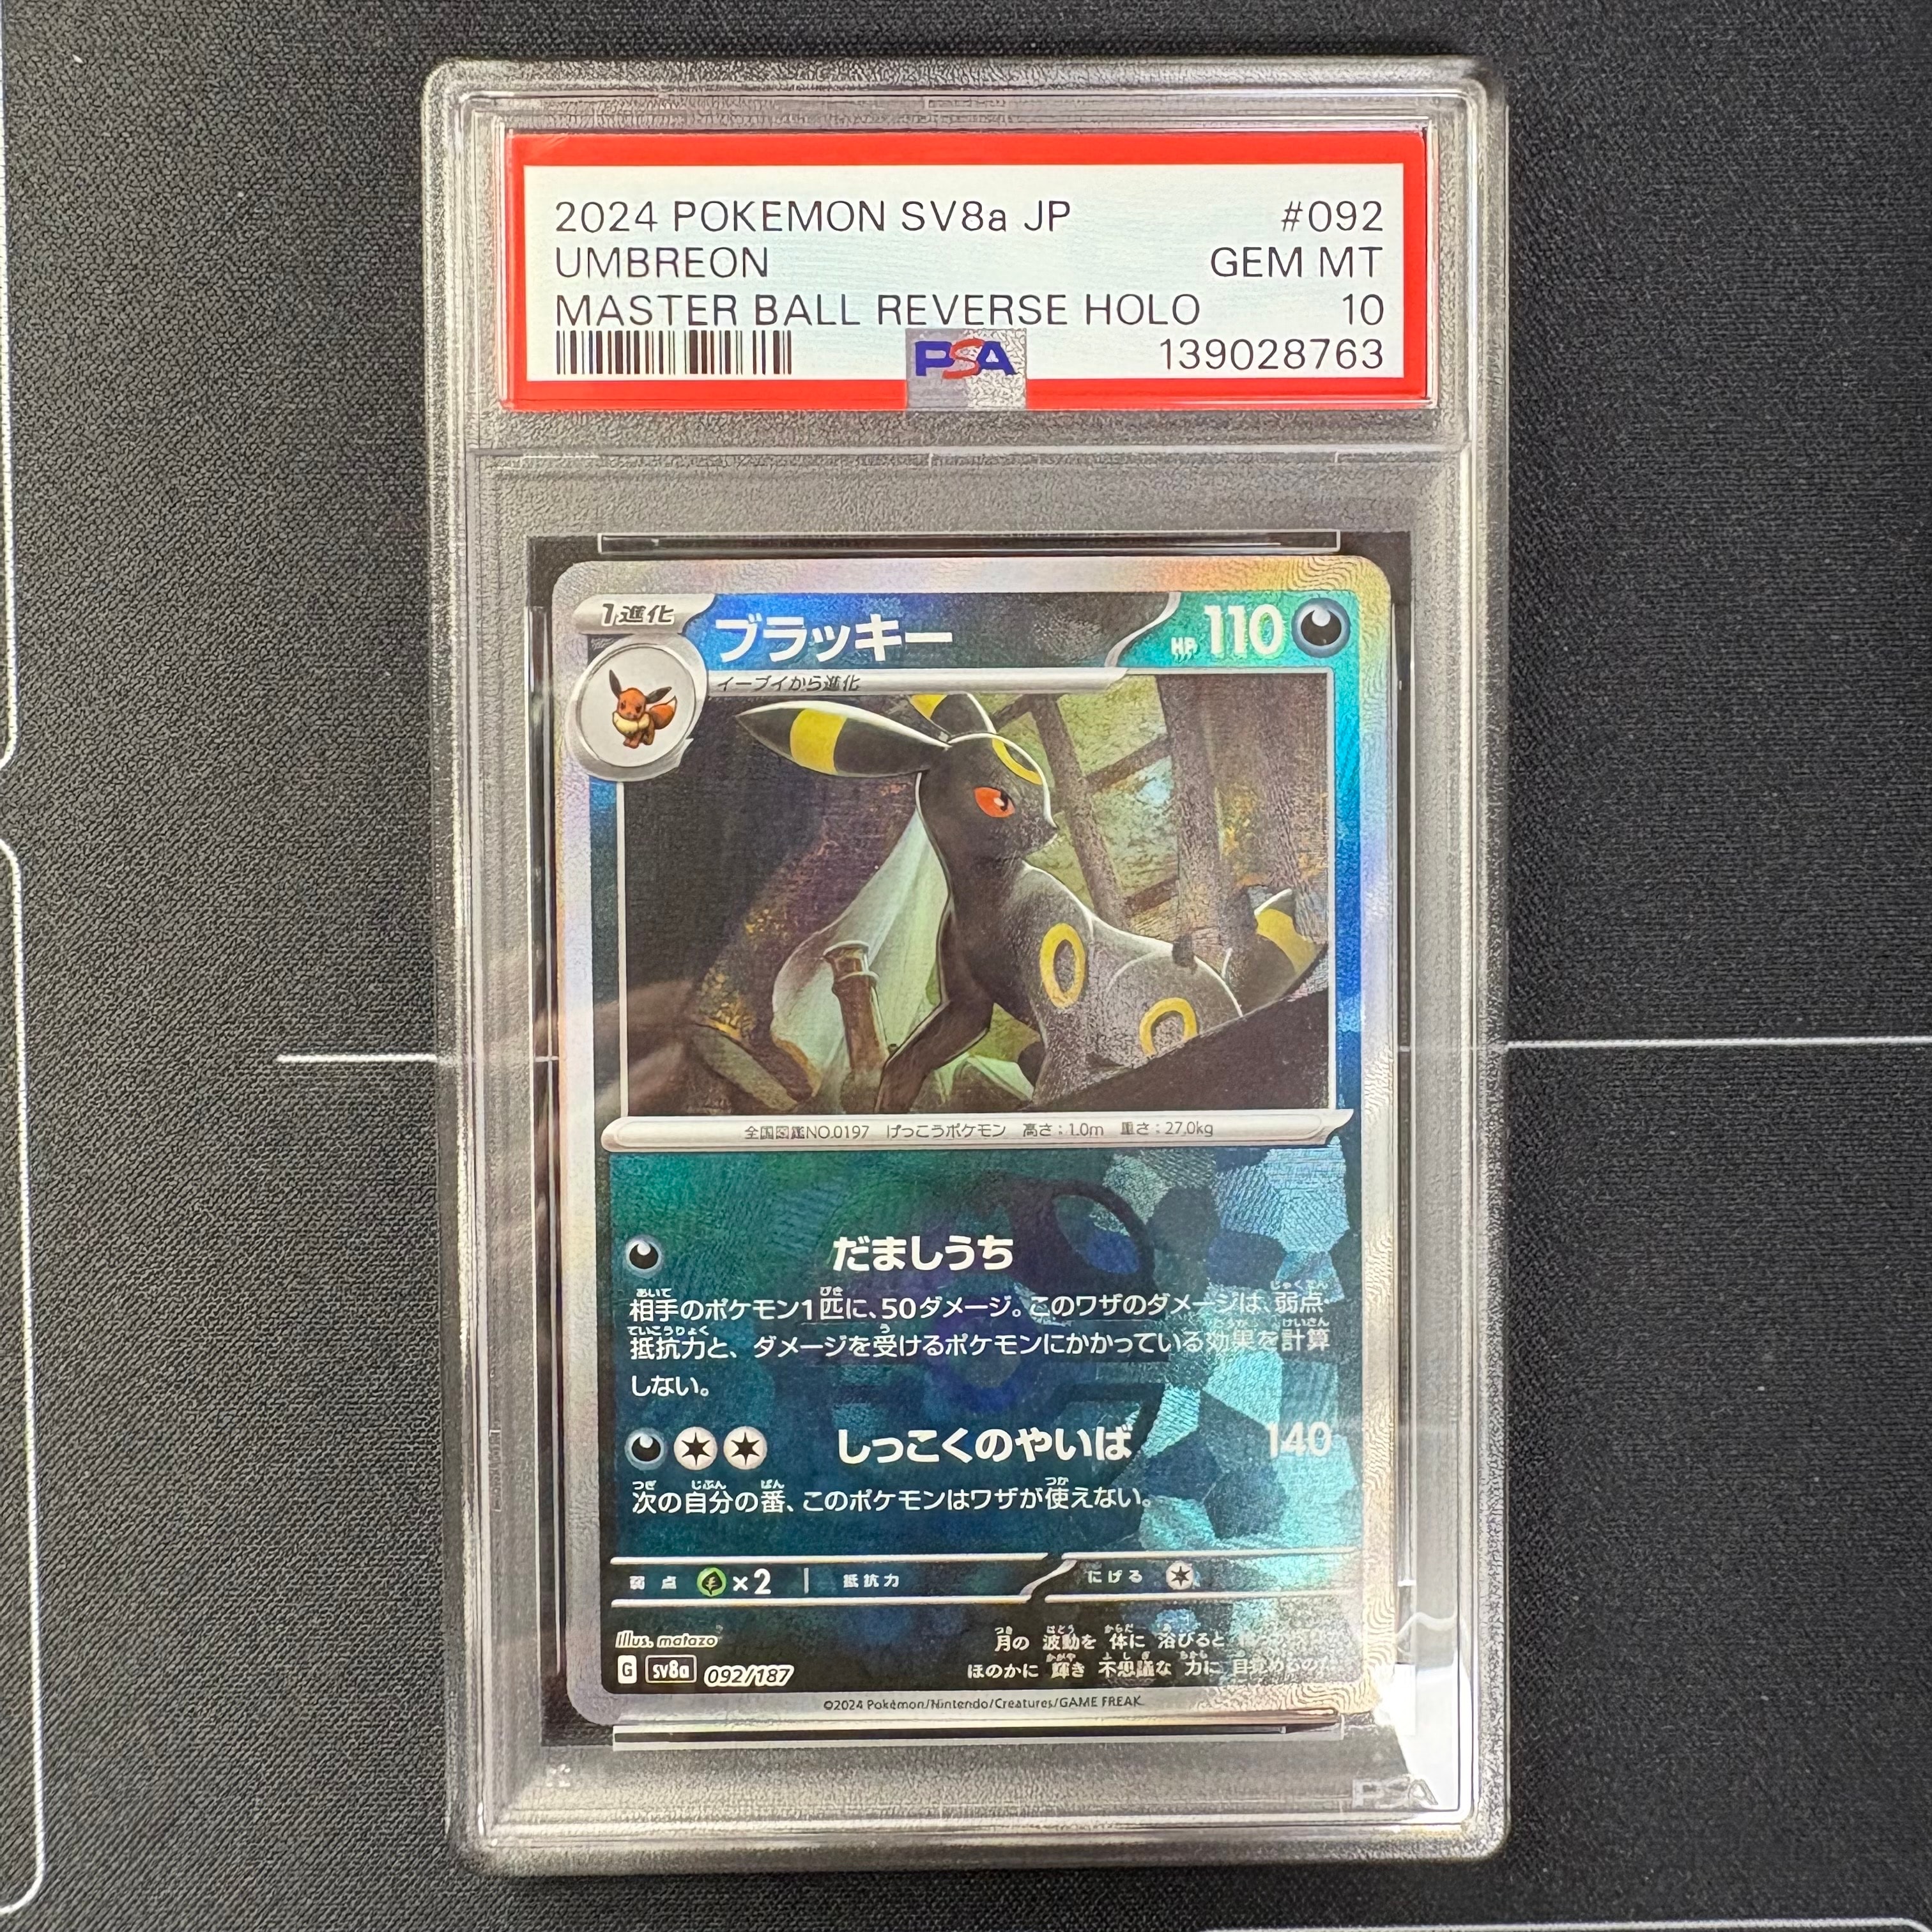 2024 POKEMON SV8a JP #092
UMBREON GEM MT
MASTER BALL REVERSE HOLO 10
PSA 139028763
1進化 ブラッキー HP 110
イーブイから進化
全国図鑑NO.0197 げっこうポケモン 高さ:1.0m 重さ:27.0kg
だましうち
相手のポケモン1匹に、50ダメージ。このワザのダメージは、弱点・
抵抗力と、ダメージを受けるポケモンにかかっている効果を計算
しない。
しっこくのやいば 140
次の自分の番、このポケモンはワザが使えない。
弱点 ×2 抵抗力 にげる
Illus. matazo
月の 波動を 体に 浴びると
G sv8a 092/187
ほのかに 輝き 不思議な 力に 目覚めるのだ
©2024 Pokémon/Nintendo/Creatures/GAME FREAK.
PSA